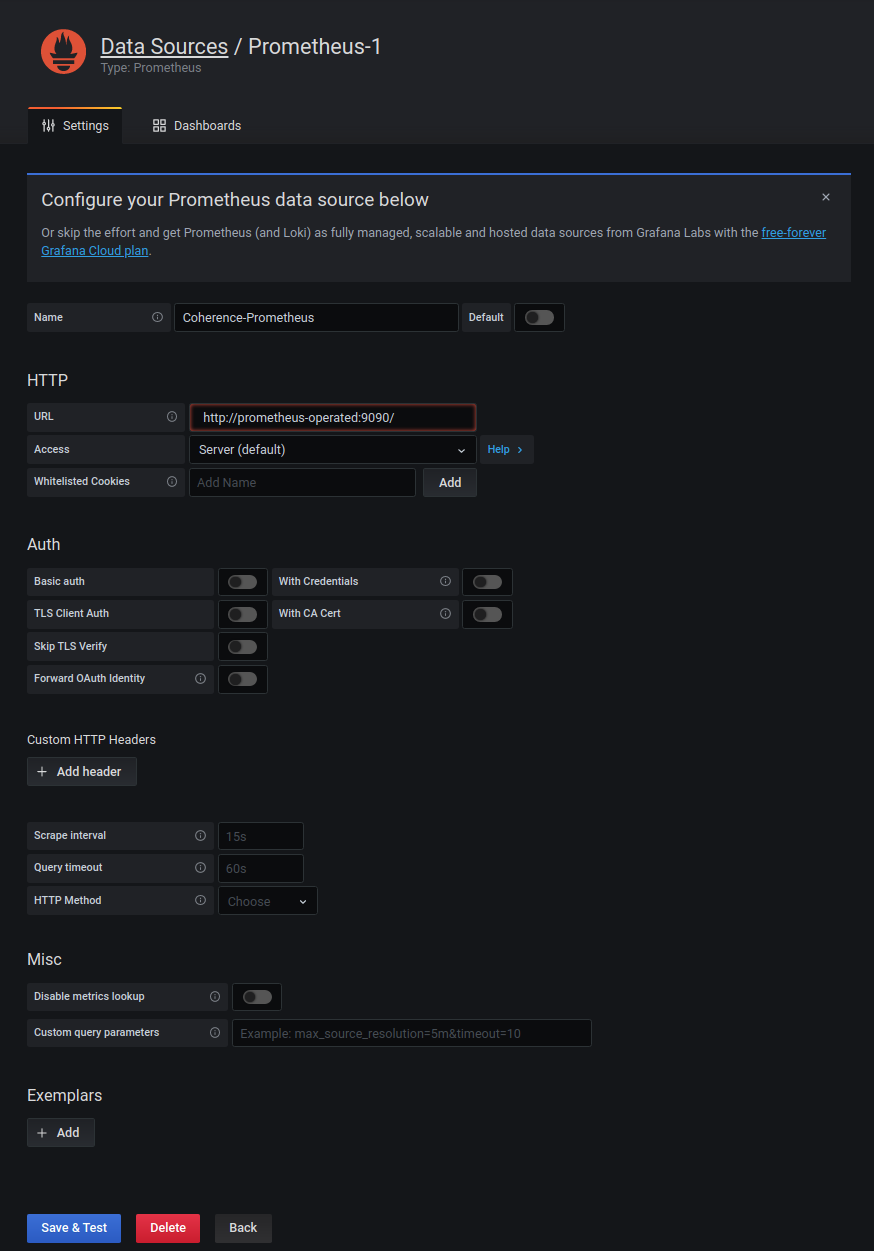 Data Sources / Prometheus-1
Type: Prometheus
Settings
Dashboards
Configure your Prometheus data source below
Or skip the effort and get Prometheus (and Loki) as fully managed, scalable and hosted data sources from Grafana Labs with the free-forever
Grafana Cloud plan.
Name
Coherence-Prometheus
Default
HTTP
URL
http://prometheus-operated:9090/
Access
Server (default)
Help
Whitelisted Cookies
Add Name
Add
Auth
Basic auth
With Credentials
TLS Client Auth
With CA Cert
Skip TLS Verify
Forward OAuth Identity
Custom HTTP Headers
Add header
Scrape interval
15s
Query timeout
60s
HTTP Method
Choose
Misc
Disable metrics lookup
Custom query parameters
Example: max_source_resolution=5m&timeout=10
Exemplars
Add
Save & Test
Delete
Back